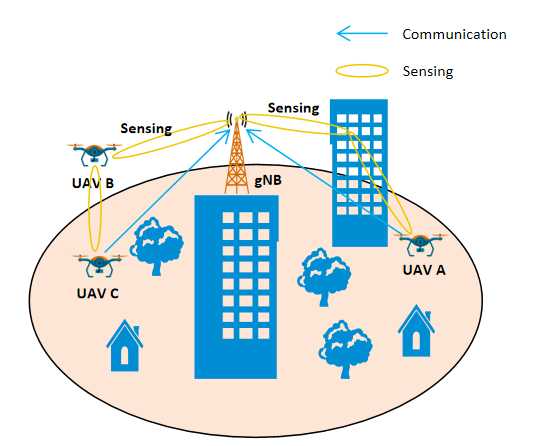 Communication
Sensing
Sensing
Sensing
UAV B
gNB
UAV A
UAV C